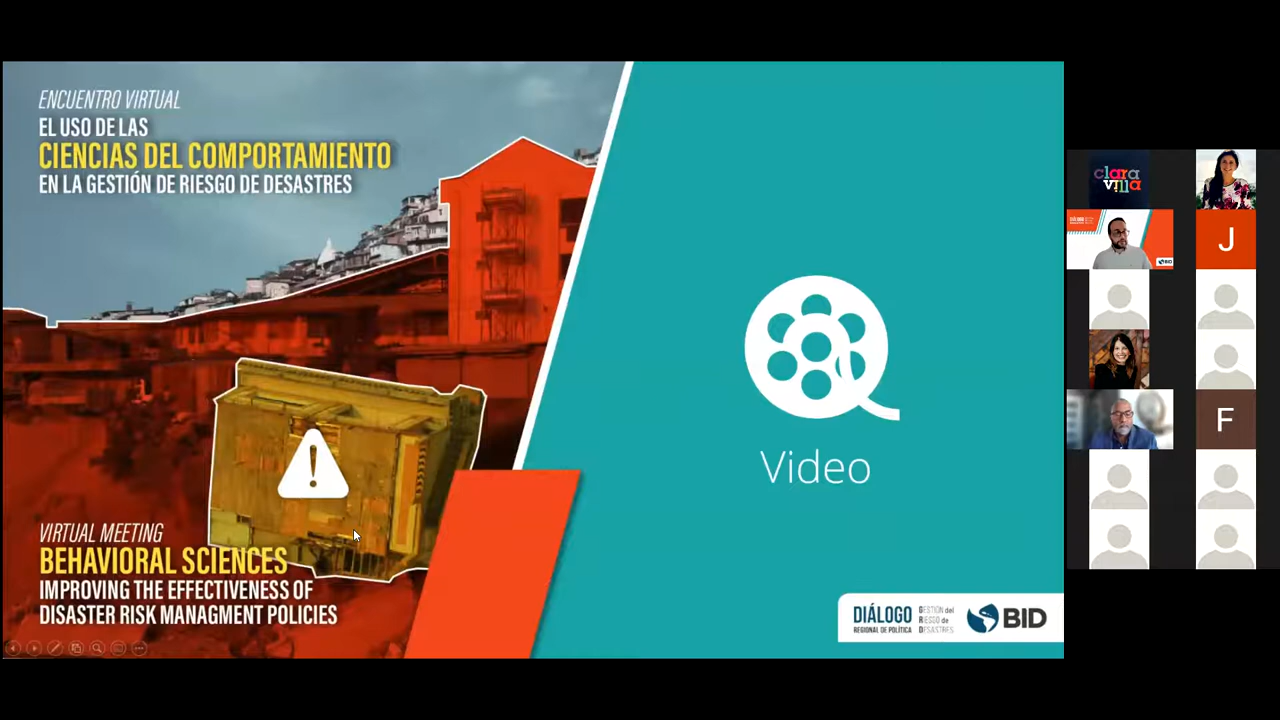 ENCUENTRO VIRTUAL
EL USO DE LAS
CIENCIAS DEL COMPORTAMIENTO
EN LA GESTIÓN DE RIESGO DE DESASTRES
VIRTUAL MEETING
BEHAVIORAL SCIENCES
IMPROVING THE EFFECTIVENESS OF
DISASTER RISK MANAGMENT POLICIES
Video
DIÁLOGO
REGIONAL DE POLÍTICA
GESTIÓN del
RIESGO de
DESASTRES
BID
clara
villa
DIÁLOGO
BID
J
F